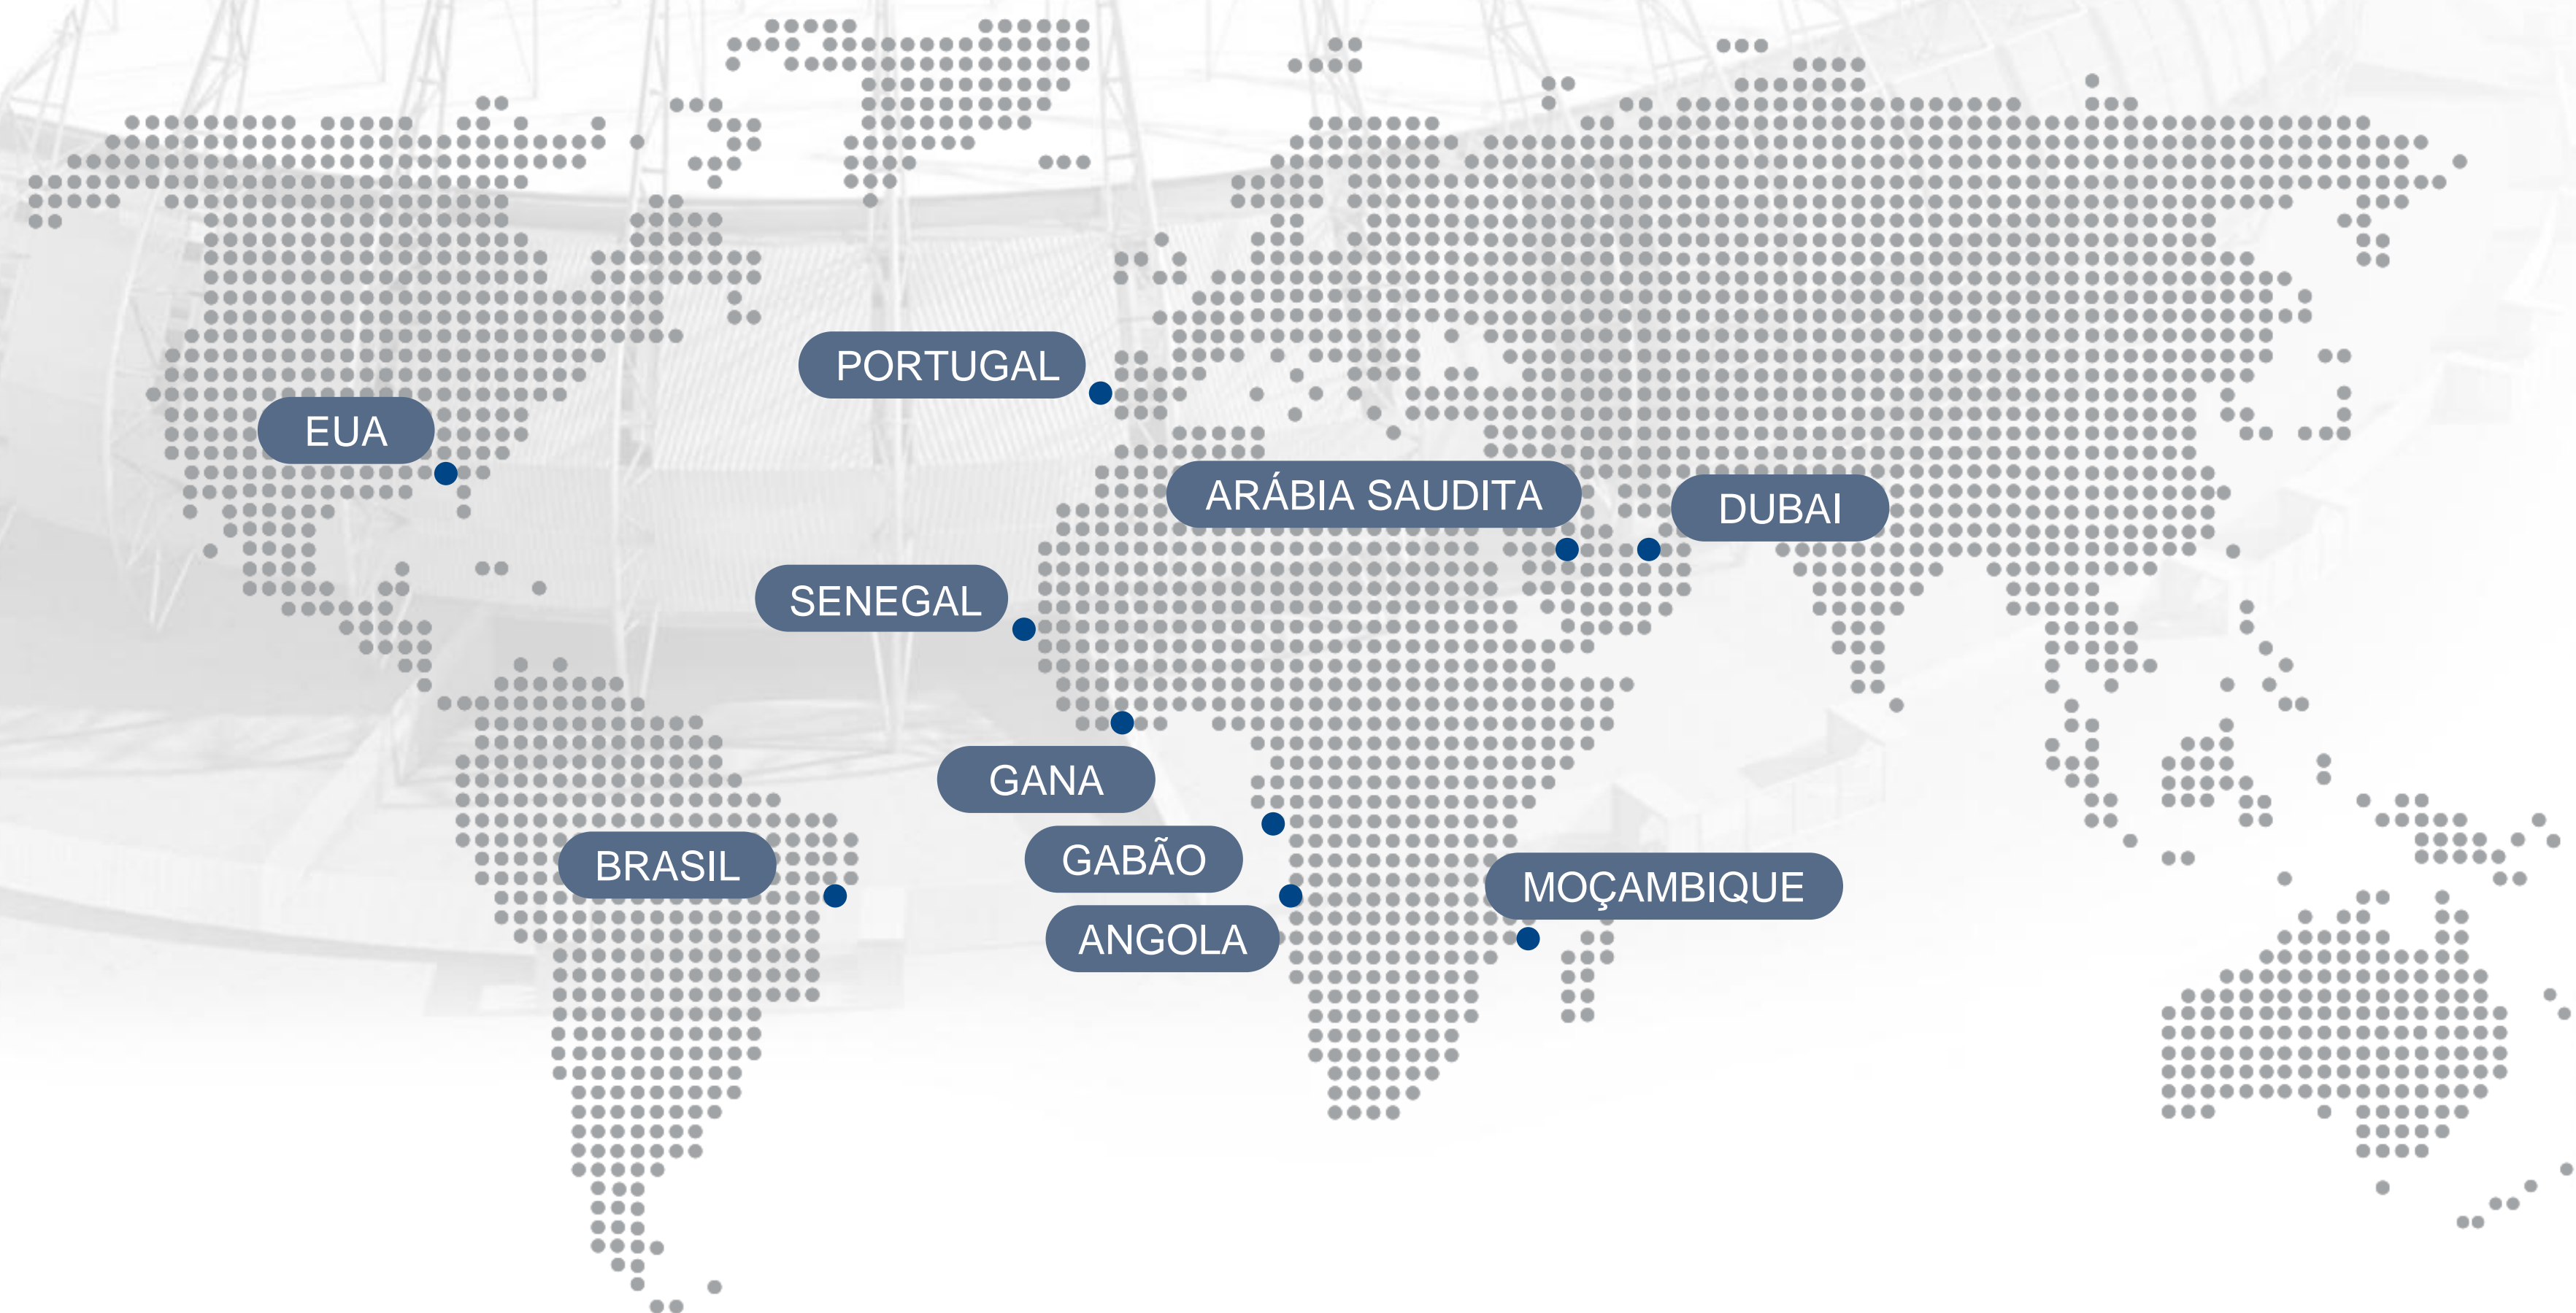 PORTUGAL
EUA
ARÁBIA SAUDITA
DUBAI
SENEGAL
GANA
GABÃO
BRASIL
MOÇAMBIQUE
ANGOLA